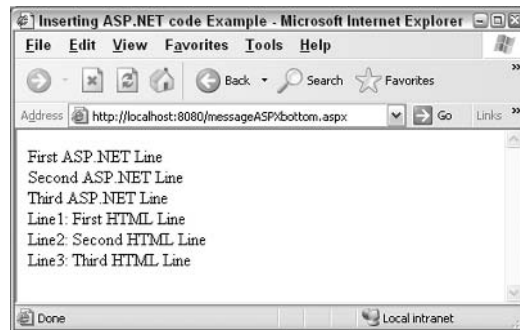 Inserting ASP.NET code Example - Microsoft Internet Explorer
File Edit View Favorites Tools Help
Back Search Favorites
Address http://localhost:8080/messageASPXbottom.aspx Go Links
First ASP.NET Line
Second ASP.NET Line
Third ASP.NET Line
Line1: First HTML Line
Line2: Second HTML Line
Line3: Third HTML Line
Done Local intranet